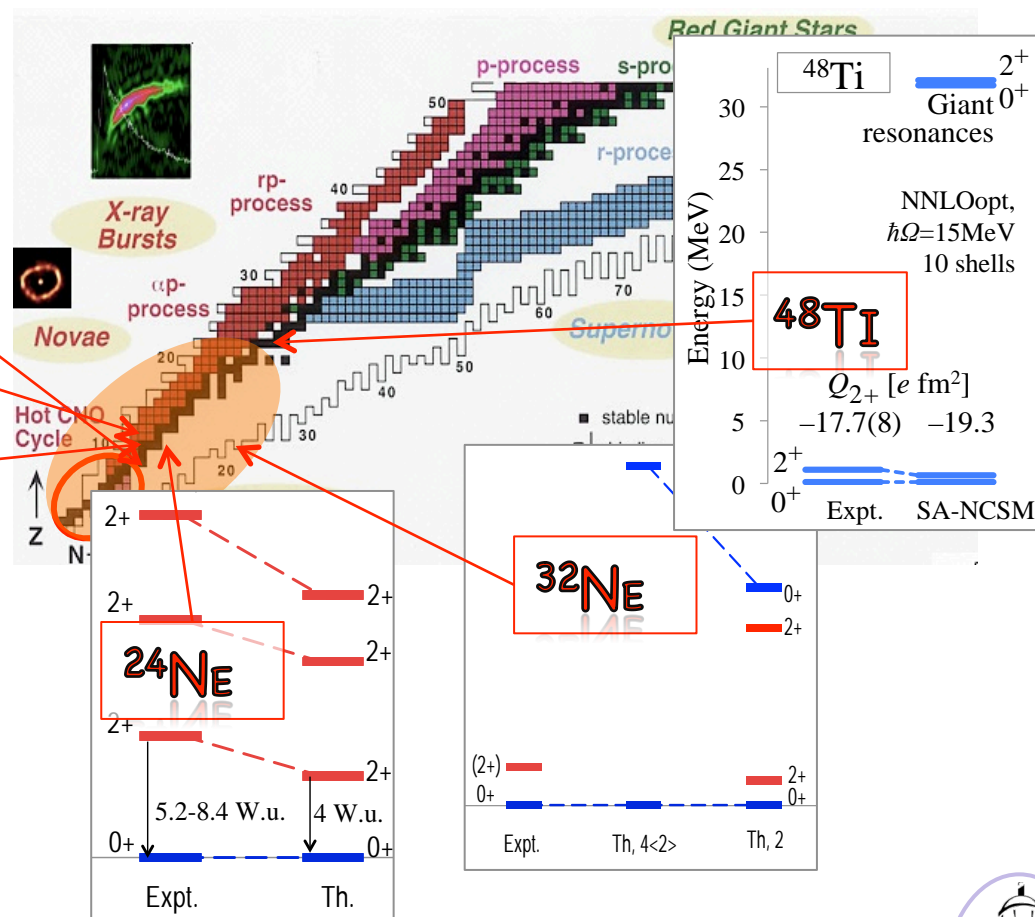 Red Giant Stars
p-process
s-pro
r-proce
rp-
process
X-ray
Bursts
αp-
process
Novae
Superno
Hot CNO
Cycle
50
40
30
20
10
20
30
40
50
60
70
■ stable nu
Z
N
48Ti
2+
0+
Giant
resonances
NNLOopt,
ħΩ=15MeV
10 shells
Energy (MeV)
30
25
20
15
10
5
0
48Ti
Q2+ [e fm²]
−17.7(8) −19.3
2+
0+
Expt. SA-NCSM
24Ne
2+
2+
2+
2+
2+
2+
5.2-8.4 W.u.
4 W.u.
0+
0+
Expt. Th.
32Ne
0+
2+
(2+)
2+
0+
0+
Expt. Th, 4<2> Th, 2